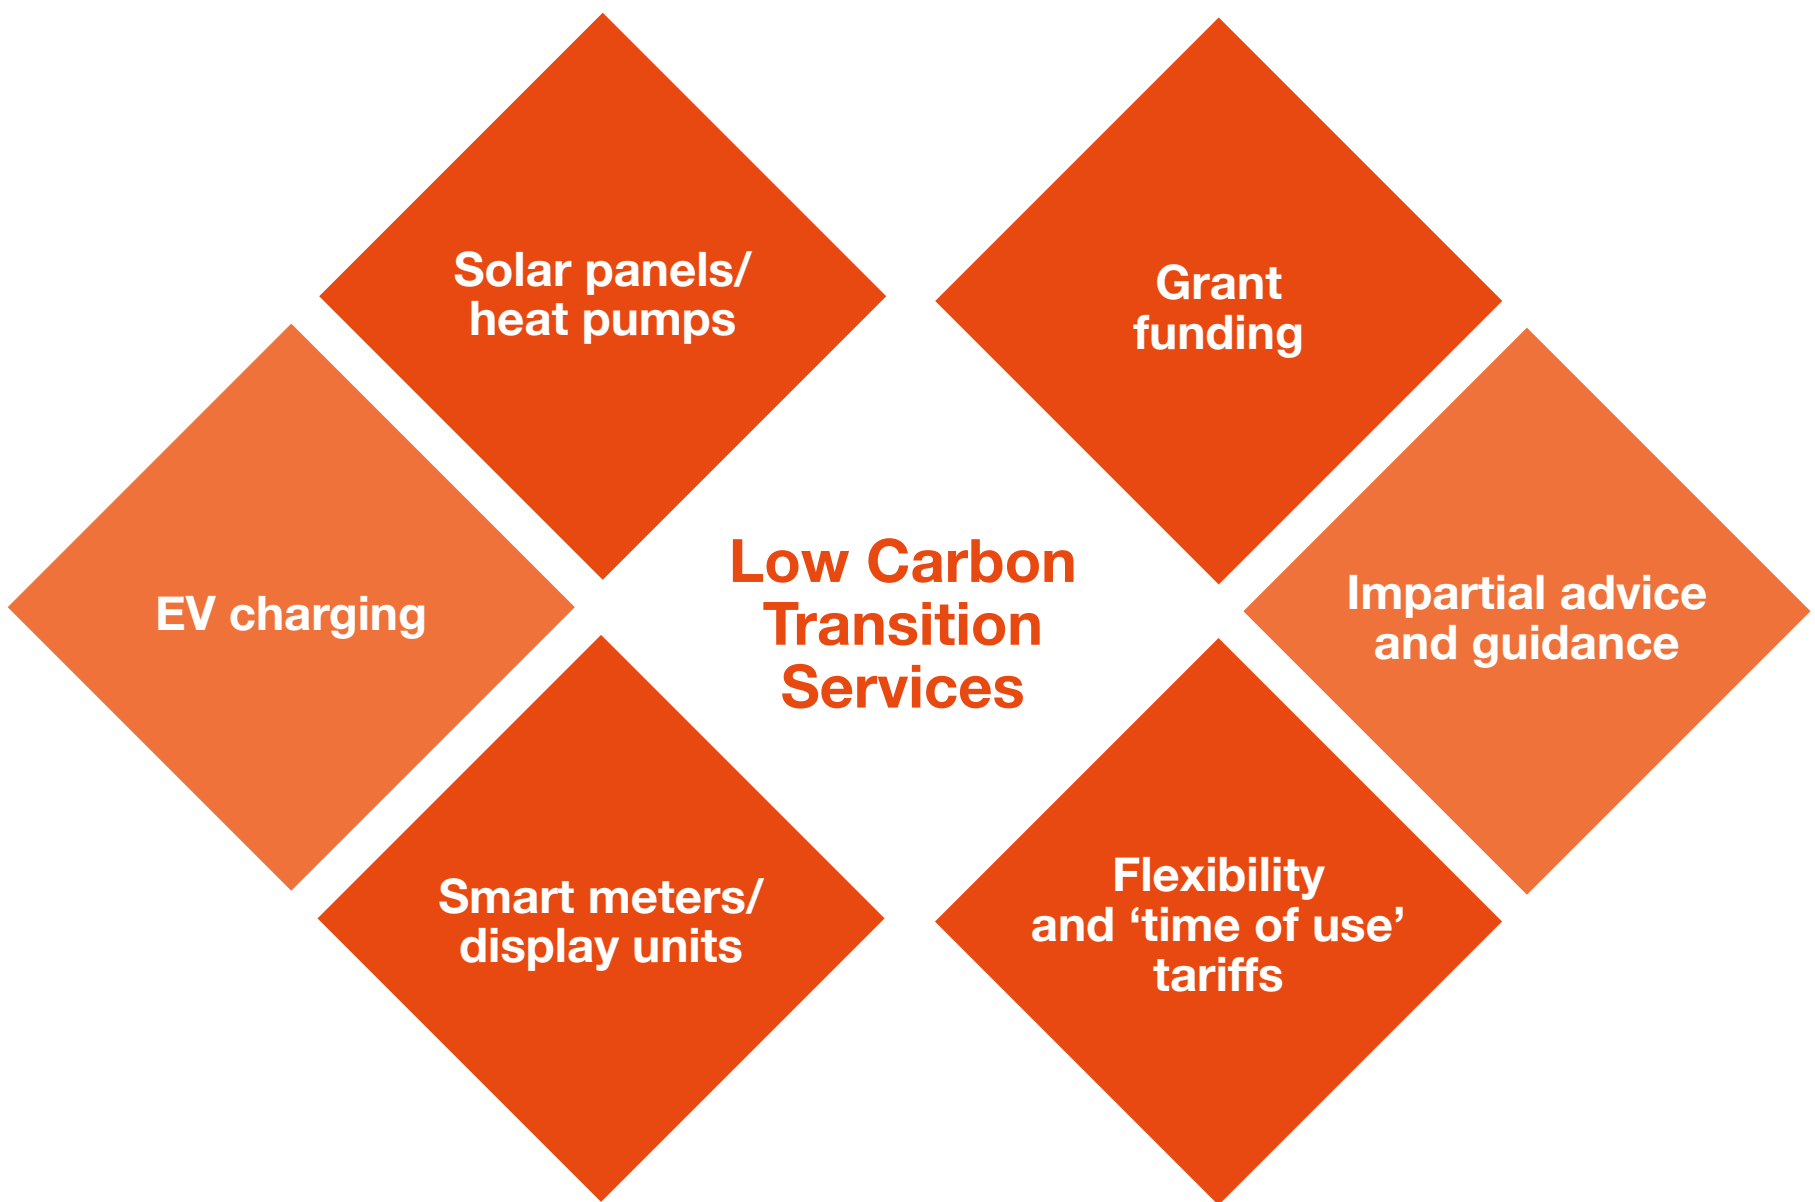 Solar panels/
heat pumps
Grant
funding
EV charging
Low Carbon
Transition
Services
Impartial advice
and guidance
Smart meters/
display units
Flexibility
and ‘time of use’
tariffs